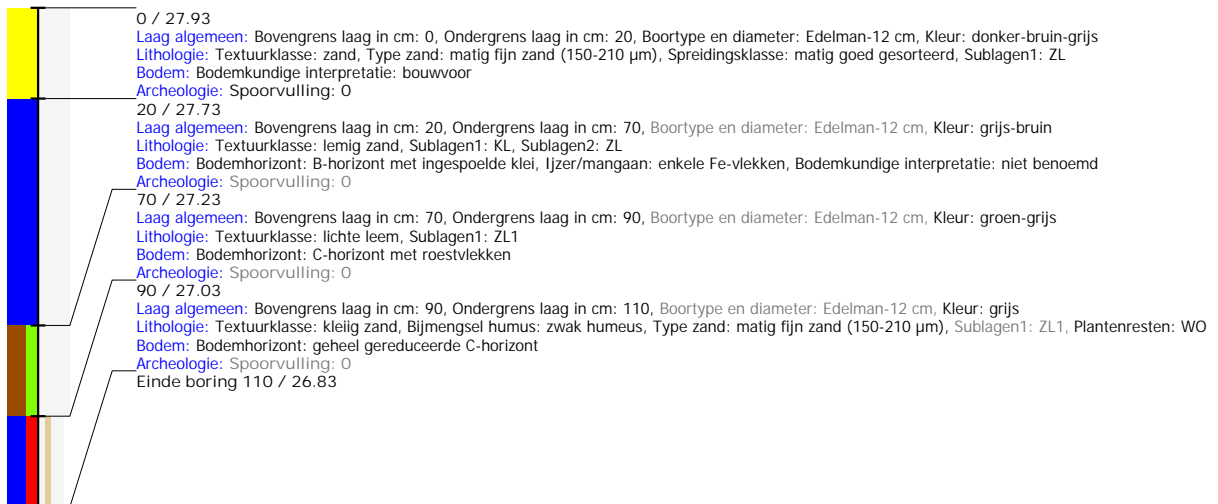 0 / 27.93
Laag algemeen: Bovengrens laag in cm: 0, Ondergrens laag in cm: 20, Boortype en diameter: Edelman-12 cm, Kleur: donker-bruin-grijs
Lithologie: Textuurklasse: zand, Type zand: matig fijn zand (150-210 µm), Spreidingsklasse: matig goed gesorteerd, Sublagen1: ZL
Bodem: Bodemkundige interpretatie: bouwvoor
Archeologie: Spoorvulling: 0
20 / 27.73
Laag algemeen: Bovengrens laag in cm: 20, Ondergrens laag in cm: 70, Boortype en diameter: Edelman-12 cm, Kleur: grijs-bruin
Lithologie: Textuurklasse: lemig zand, Sublagen1: KL, Sublagen2: ZL
Bodem: Bodemhorizont: B-horizont met ingespoelde klei, Ijzer/mangaan: enkele Fe-vlekken, Bodemkundige interpretatie: niet benoemd
Archeologie: Spoorvulling: 0
70 / 27.23
Laag algemeen: Bovengrens laag in cm: 70, Ondergrens laag in cm: 90, Boortype en diameter: Edelman-12 cm, Kleur: groen-grijs
Lithologie: Textuurklasse: lichte leem, Sublagen1: ZL1
Bodem: Bodemhorizont: C-horizont met roestvlekken
Archeologie: Spoorvulling: 0
90 / 27.03
Laag algemeen: Bovengrens laag in cm: 90, Ondergrens laag in cm: 110, Boortype en diameter: Edelman-12 cm, Kleur: grijs
Lithologie: Textuurklasse: kleiig zand, Bijmengsel humus: zwak humeus, Type zand: matig fijn zand (150-210 µm), Sublagen1: ZL1, Plantenresten: WO
Bodem: Bodemhorizont: geheel gereduceerde C-horizont
Archeologie: Spoorvulling: 0
Einde boring 110 / 26.83